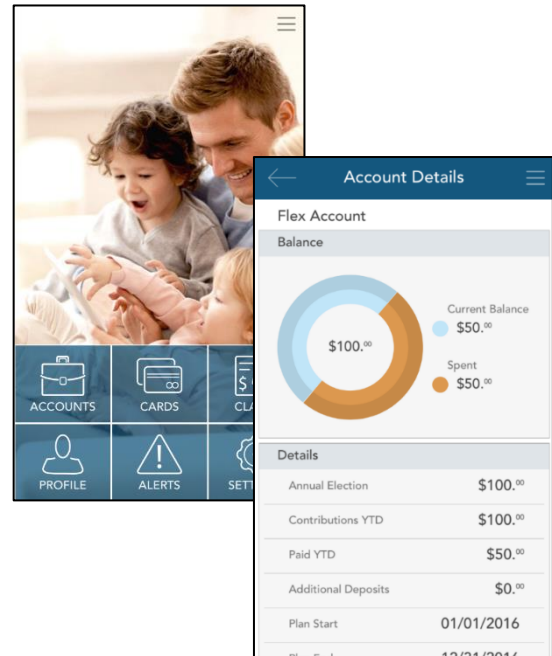 ACCOUNTS
CARDS
PROFILE
ALERTS
Account Details
Flex Account
Balance
$100.00
Current Balance
$50.00
Spent
$50.00
Details
Annual Election $100.00
Contributions YTD $100.00
Paid YTD $50.00
Additional Deposits $0.00
Plan Start 01/01/2016